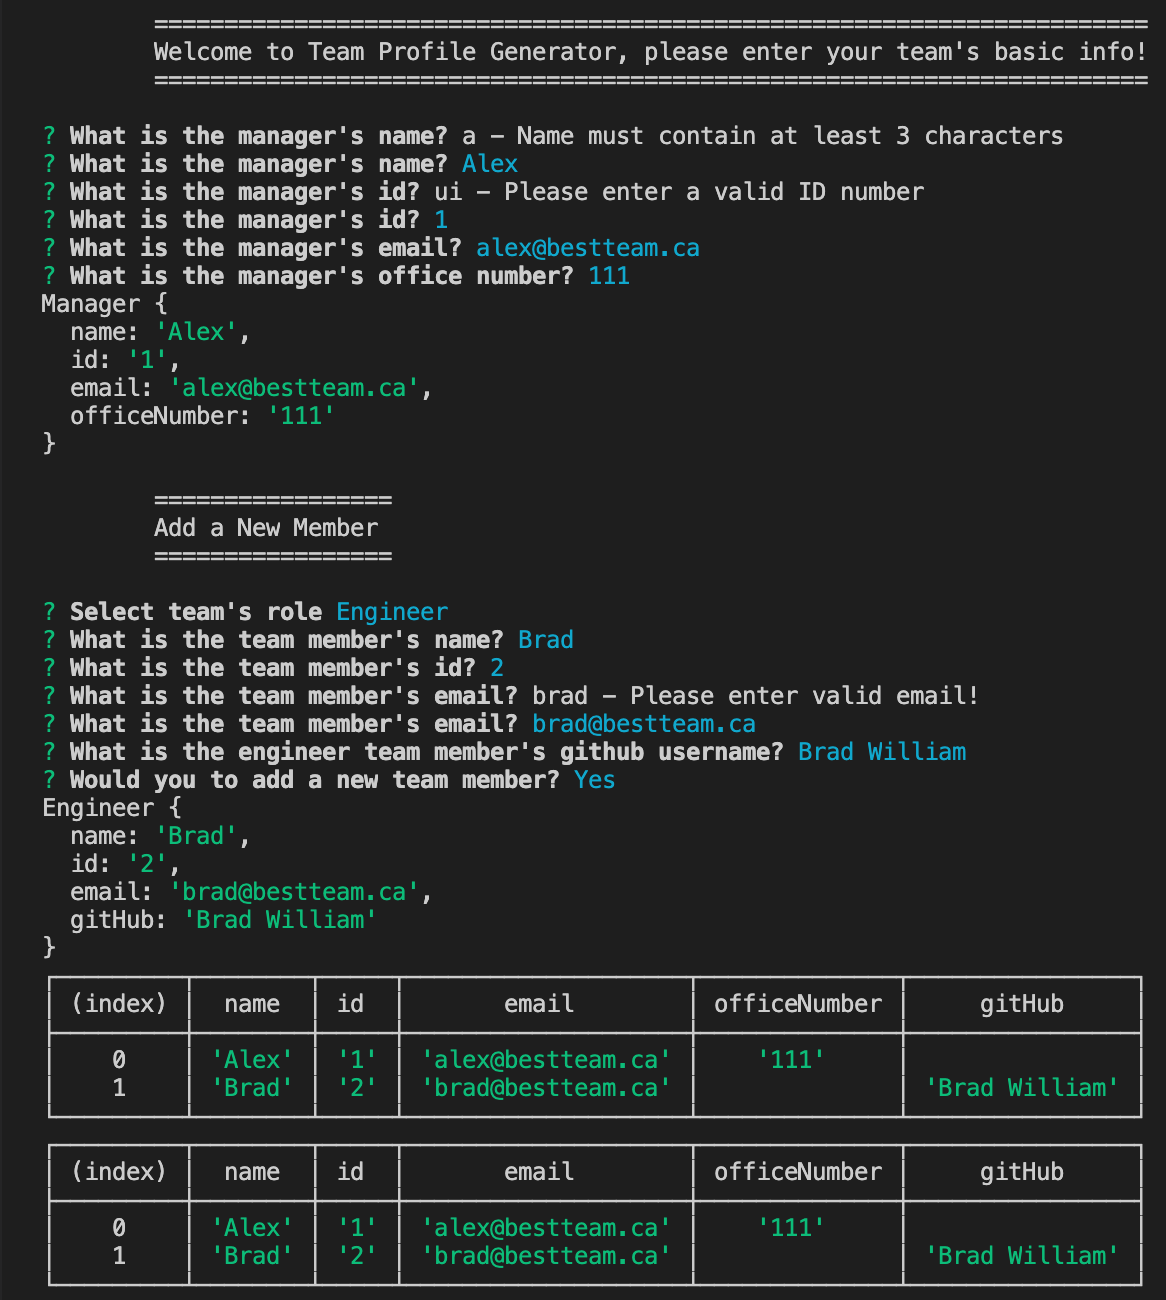 =======================================================================
Welcome to Team Profile Generator, please enter your team's basic info!
=======================================================================
? What is the manager's name? a – Name must contain at least 3 characters
? What is the manager's name? Alex
? What is the manager's id? ui – Please enter a valid ID number
? What is the manager's id? 1
? What is the manager's email? alex@bestteam.ca
? What is the manager's office number? 111
Manager {
  name: 'Alex',
  id: '1',
  email: 'alex@bestteam.ca',
  officeNumber: '111'
}
=================
Add a New Member
=================
? Select team's role Engineer
? What is the team member's name? Brad
? What is the team member's id? 2
? What is the team member's email? brad – Please enter valid email!
? What is the team member's email? brad@bestteam.ca
? What is the engineer team member's github username? Brad William
? Would you to add a new team member? Yes
Engineer {
  name: 'Brad',
  id: '2',
  email: 'brad@bestteam.ca',
  gitHub: 'Brad William'
}
(index) name id email officeNumber gitHub
0 'Alex' '1' 'alex@bestteam.ca' '111'
1 'Brad' '2' 'brad@bestteam.ca' 'Brad William'
(index) name id email officeNumber gitHub
0 'Alex' '1' 'alex@bestteam.ca' '111'
1 'Brad' '2' 'brad@bestteam.ca' 'Brad William'